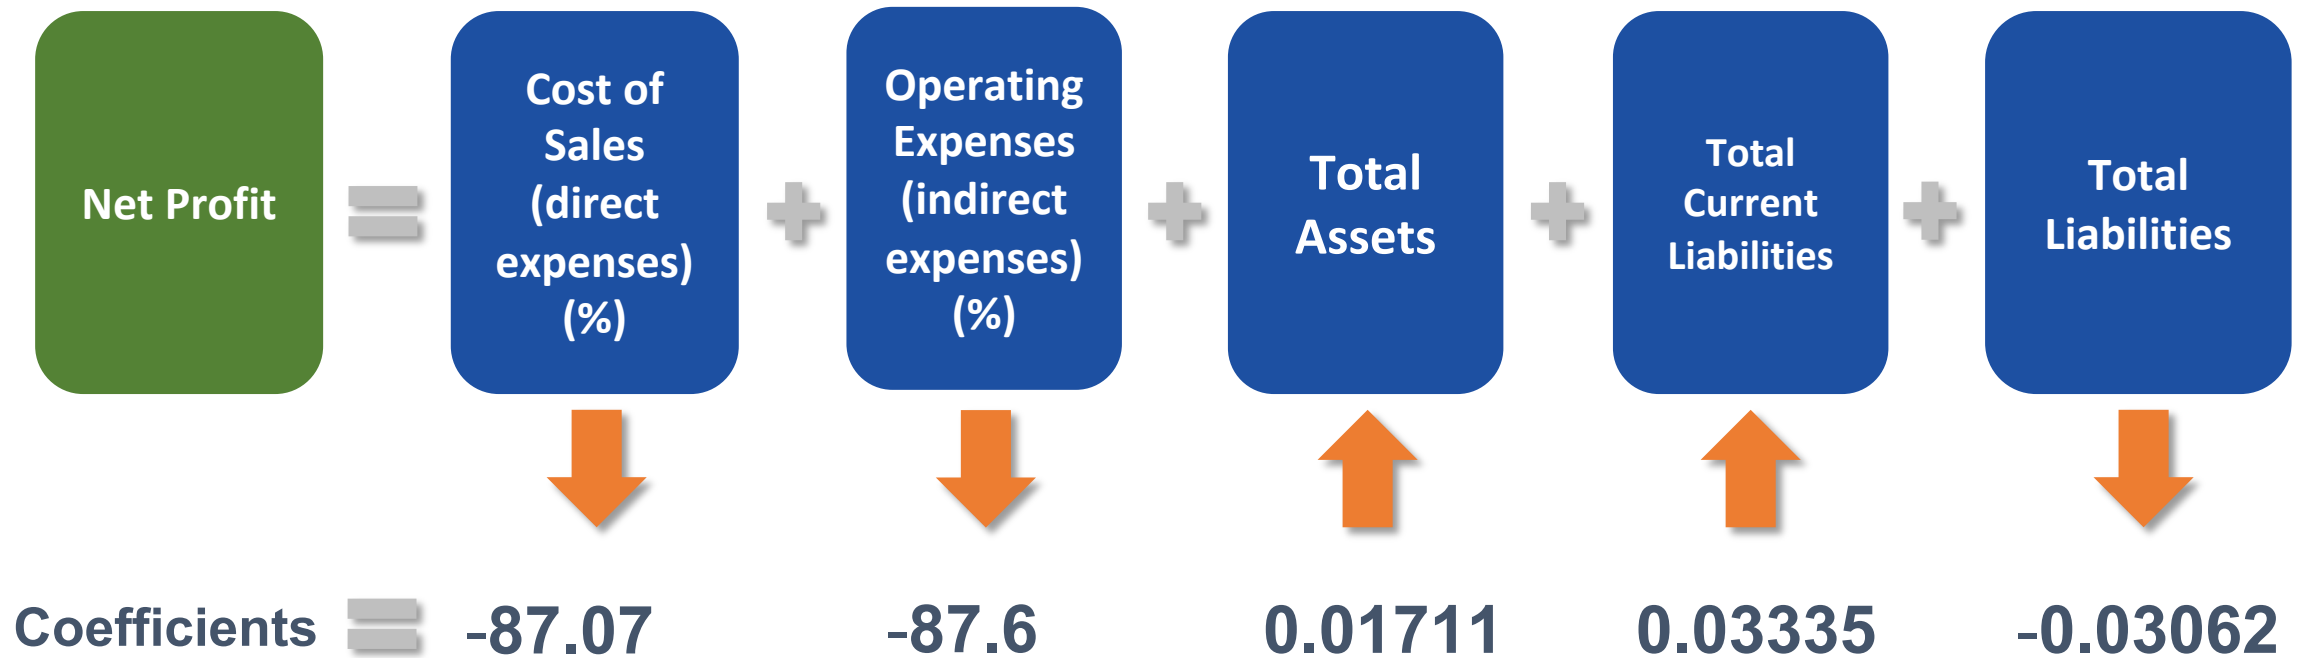 Net Profit
Cost of
Sales
(direct
expenses)
(%)
Operating
Expenses
(indirect
expenses)
(%)
Total
Assets
Total
Current
Liabilities
Total
Liabilities
Coefficients
-87.07
-87.6
0.01711
0.03335
-0.03062